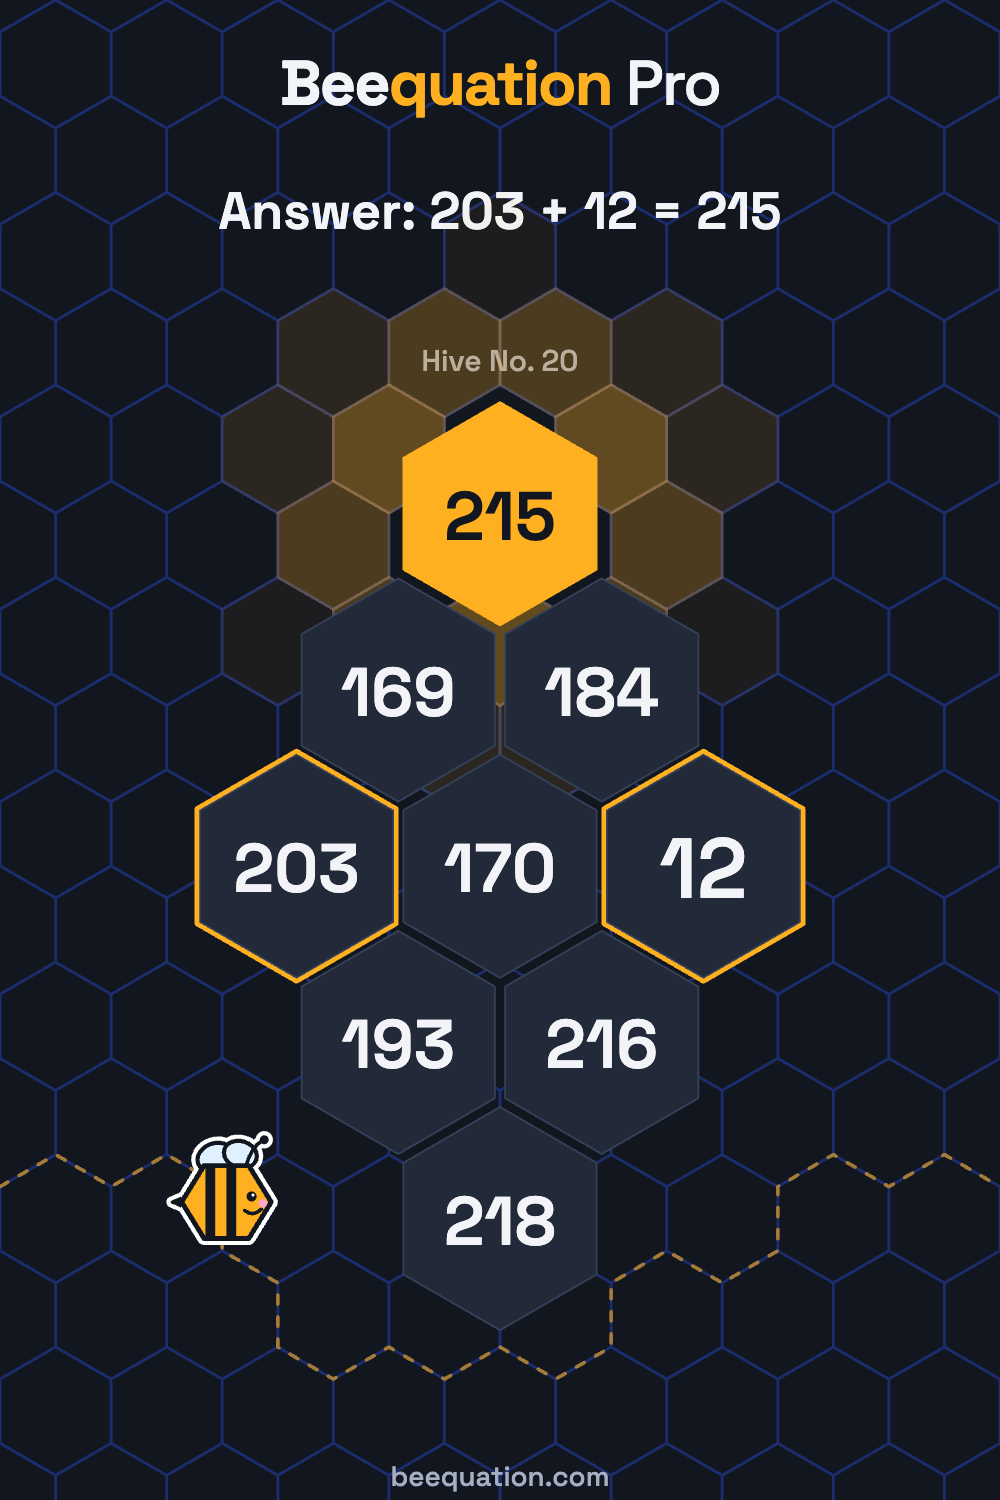 Beequation Pro
Answer: 203 + 12 = 215
Hive No. 20
215
169 184
203 170 12
193 216
218
beequation.com